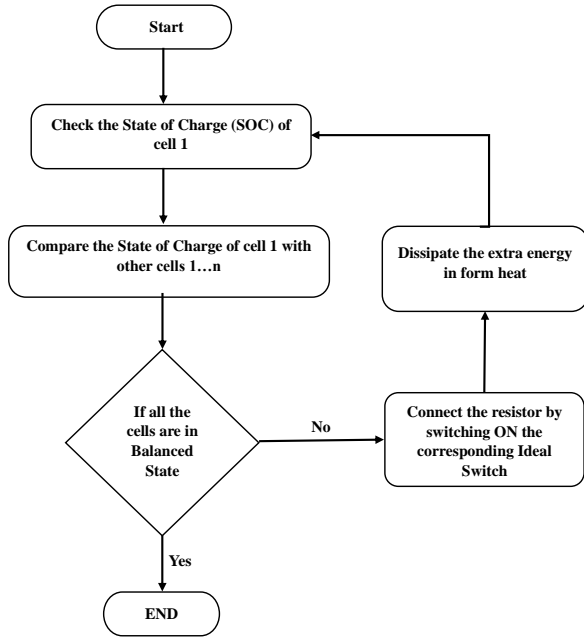 Start
Check the State of Charge (SOC) of
cell 1
Compare the State of Charge of cell 1 with
other cells 1…n
Dissipate the extra energy
in form heat
If all the
cells are in
Balanced
State
No
Connect the resistor by
switching ON the
corresponding Ideal
Switch
Yes
END